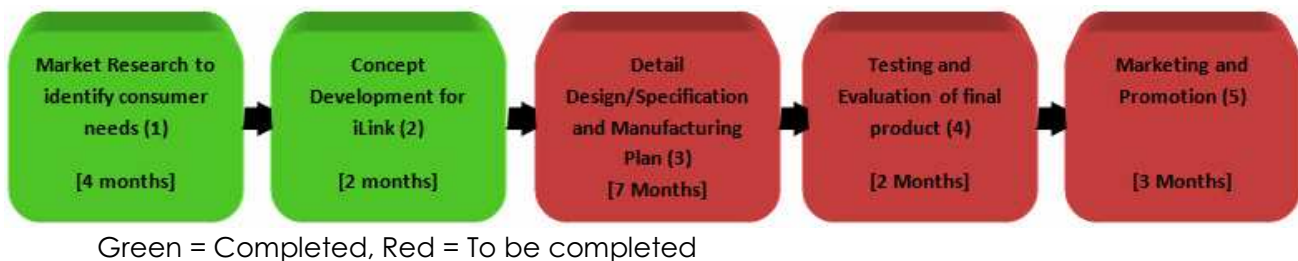 Market Research to
identify consumer
needs (1)
[4 months]
Concept
Development for
iLink (2)
[2 months]
Detail
Design/Specification
and Manufacturing
Plan (3)
[7 Months]
Testing and
Evaluation of final
product (4)
[2 Months]
Marketing and
Promotion (5)
[3 Months]
Green = Completed, Red = To be completed